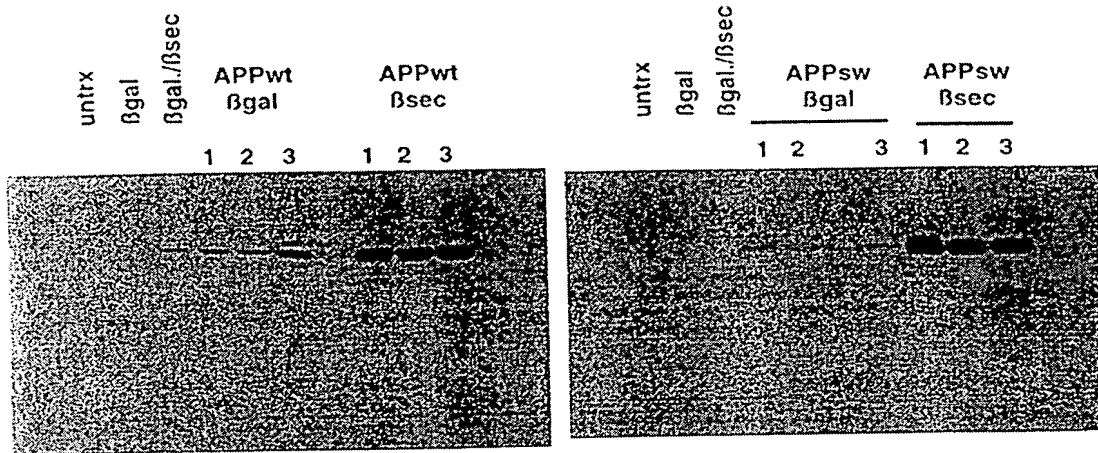 untrx
ßgal
ßgal./ßsec
APPwt
ßgal
APPwt
ßsec
1 2 3 1 2 3
untrx
ßgal
ßgal/ßsec
APPsw
ßgal
APPsw
ßsec
1 2 3 1 2 3